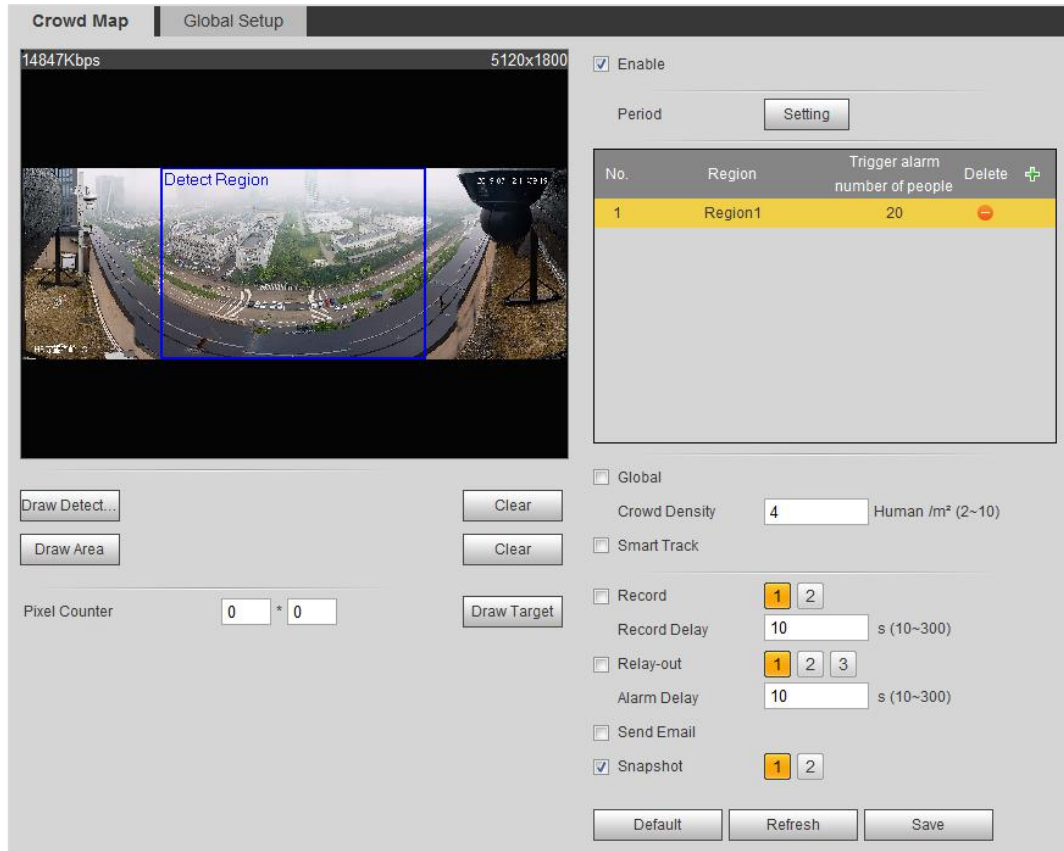 Crowd Map
Global Setup
14847Kbps
5120x1800
Detect Region
Draw Detect...
Clear
Draw Area
Clear
Pixel Counter
0 * 0
Draw Target
Enable
Period
Setting
No. Region Trigger alarm number of people Delete
1 Region1 20
Global
Crowd Density 4 Human /m² (2~10)
Smart Track
Record 1 2
Record Delay 10 s (10~300)
Relay-out 1 2 3
Alarm Delay 10 s (10~300)
Send Email
Snapshot 1 2
Default Refresh Save